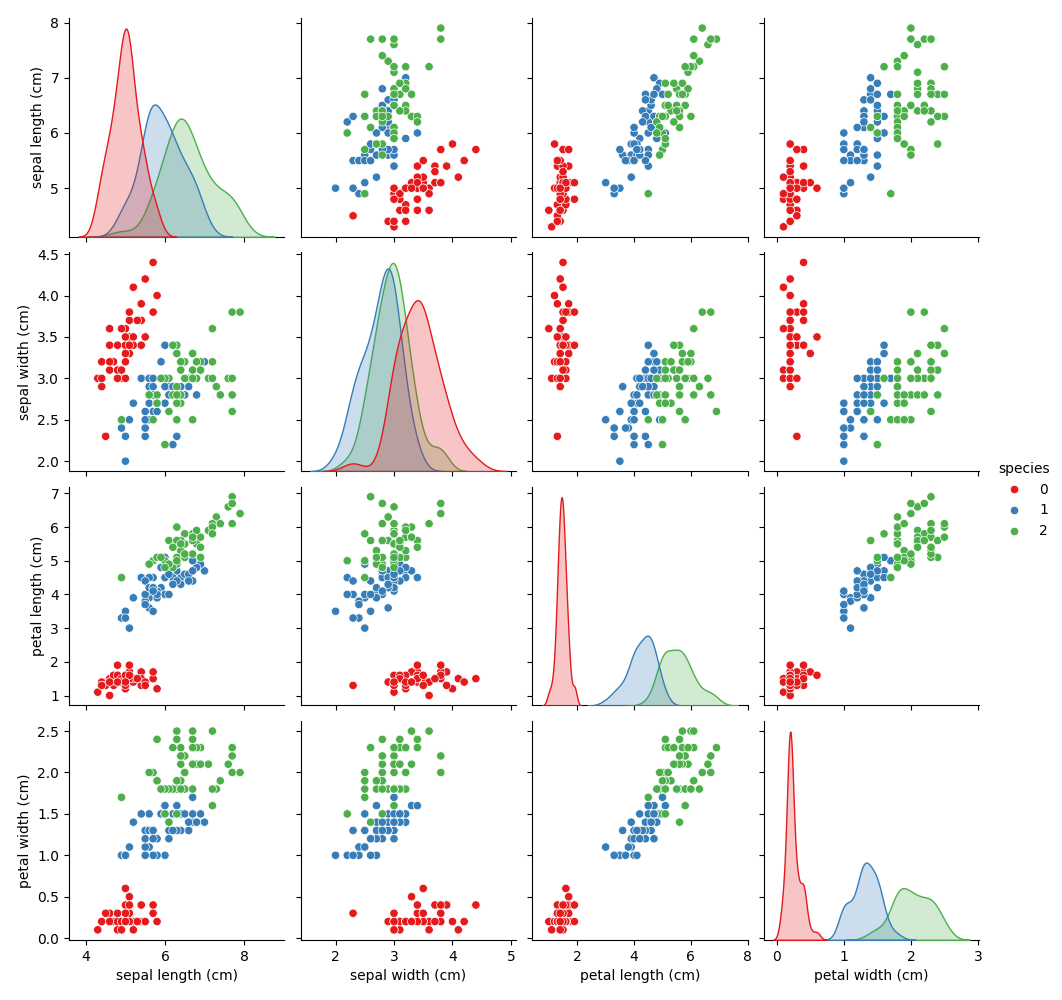 8
7
6
5
sepal length (cm)
4.5
4.0
3.5
3.0
2.5
2.0
sepal width (cm)
species
0
1
2
7
6
5
4
3
2
1
petal length (cm)
2.5
2.0
1.5
1.0
0.5
0.0
petal width (cm)
4 6 8
2 3 4 5
2 4 6 8
0 1 2 3
sepal length (cm)
sepal width (cm)
petal length (cm)
petal width (cm)